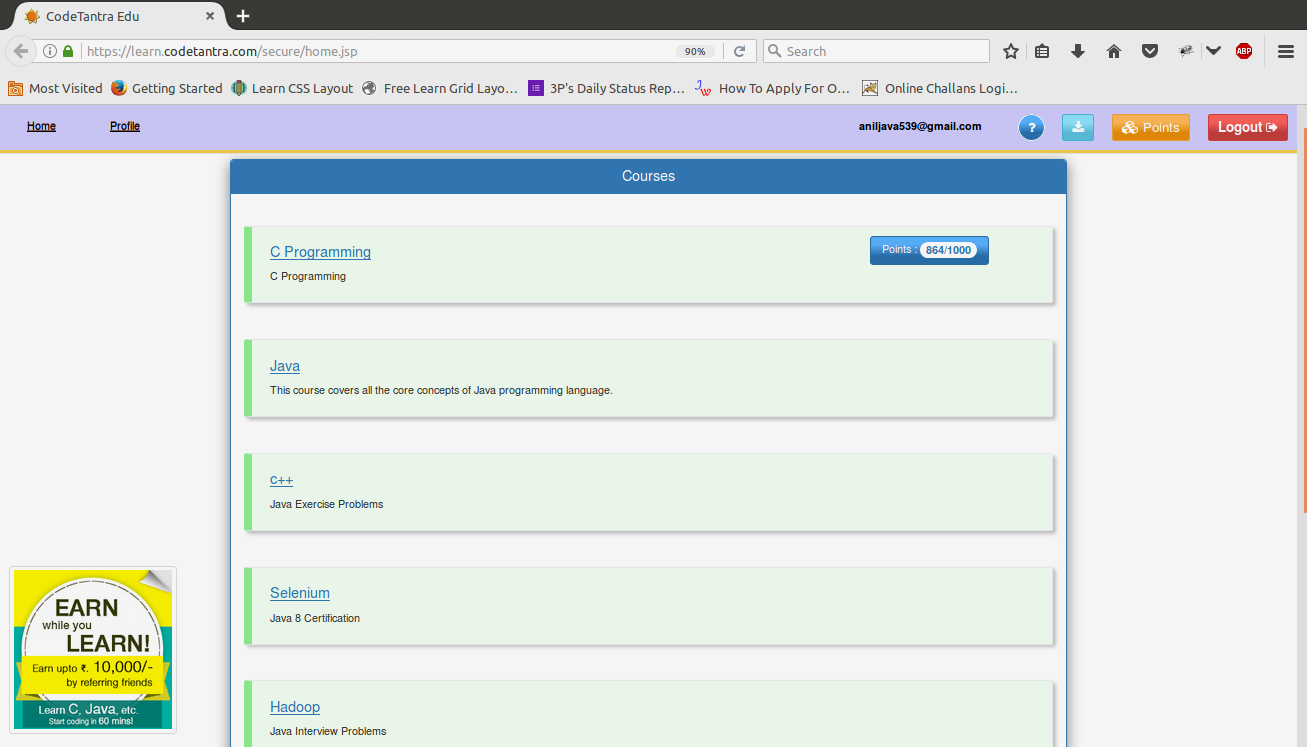 CodeTantra Edu
https://learn.codetantra.com/secure/home.jsp
90%
Search
ABP
Most Visited Getting Started Learn CSS Layout Free Learn Grid Layo... 3P's Daily Status Rep... How To Apply For O... Online Challans Logi...
Home Profile aniljava539@gmail.com ? Points Logout
Courses
C Programming
Points : 864/1000
C Programming
Java
This course covers all the core concepts of Java programming language.
c++
Java Exercise Problems
Selenium
Java 8 Certification
Hadoop
Java Interview Problems
EARN
while you
LEARN!
Earn upto ₹. 10,000/-
by referring friends
Learn C, Java, etc.
Start coding in 60 mins!